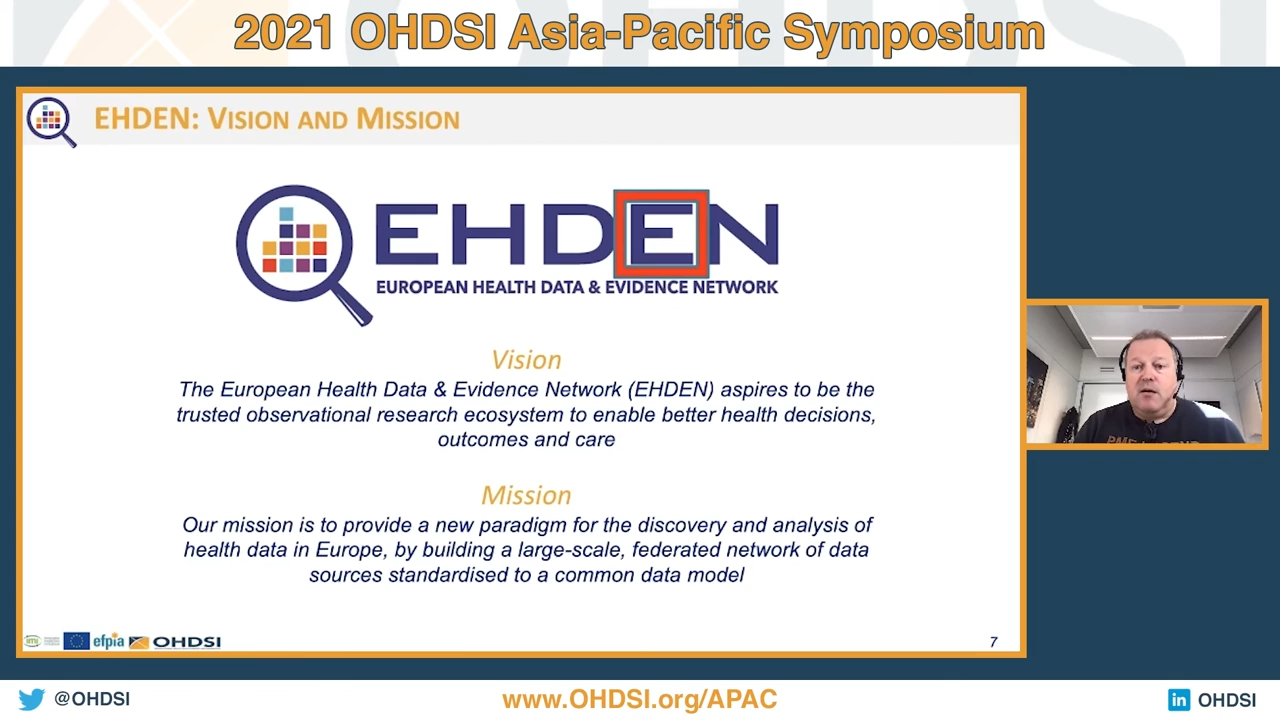 2021 OHDSI Asia-Pacific Symposium
EHDEN: VISION AND MISSION
EHDEN
EUROPEAN HEALTH DATA & EVIDENCE NETWORK
Vision
The European Health Data & Evidence Network (EHDEN) aspires to be the
trusted observational research ecosystem to enable better health decisions,
outcomes and care
Mission
Our mission is to provide a new paradigm for the discovery and analysis of
health data in Europe, by building a large-scale, federated network of data
sources standardised to a common data model
efpia OHDSI
7
@OHDSI
www.OHDSI.org/APAC
in OHDSI